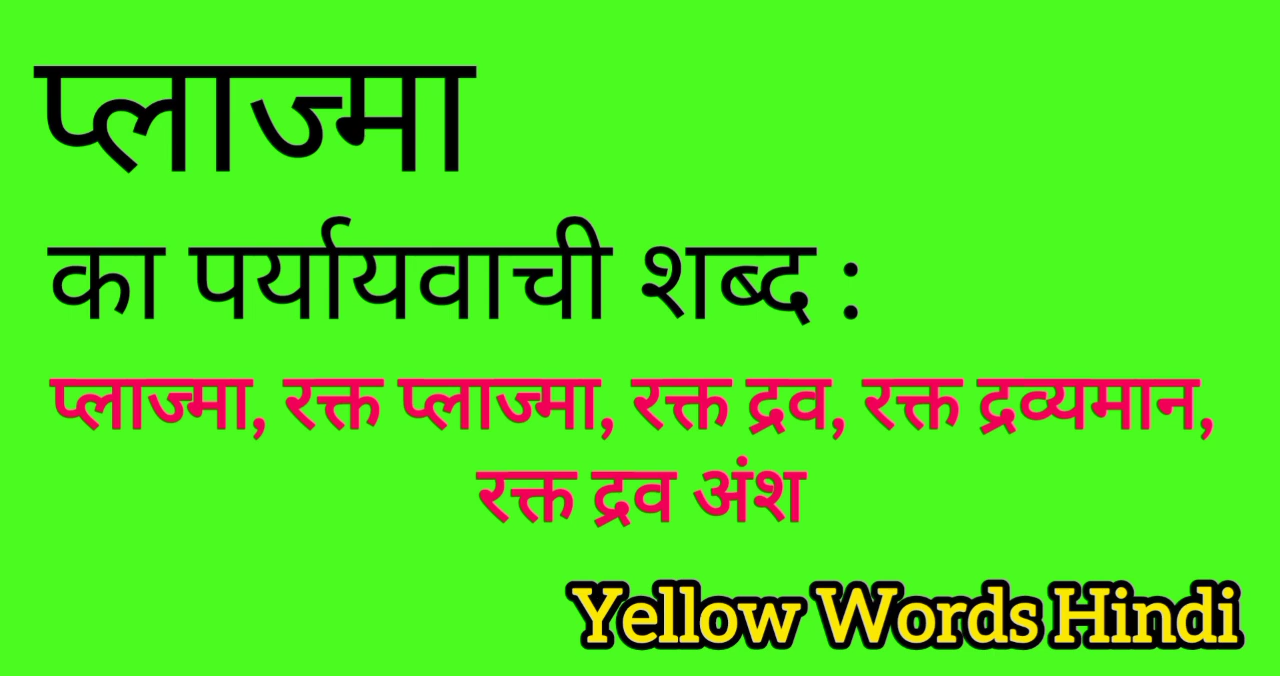 प्लाज्मा
का पर्यायवाची शब्द :
प्लाज्मा, रक्त प्लाज्मा, रक्त द्रव, रक्त द्रव्यमान,
रक्त द्रव अंश
Yellow Words Hindi